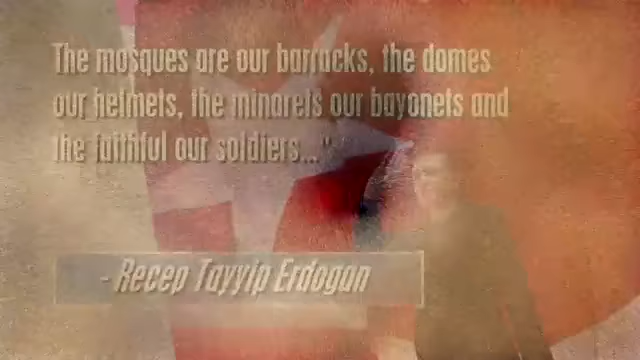 The mosques are our barracks, the domes
our helmets, the minarets our bayonets and
the faithful our soldiers..."
- Recep Tayyip Erdogan